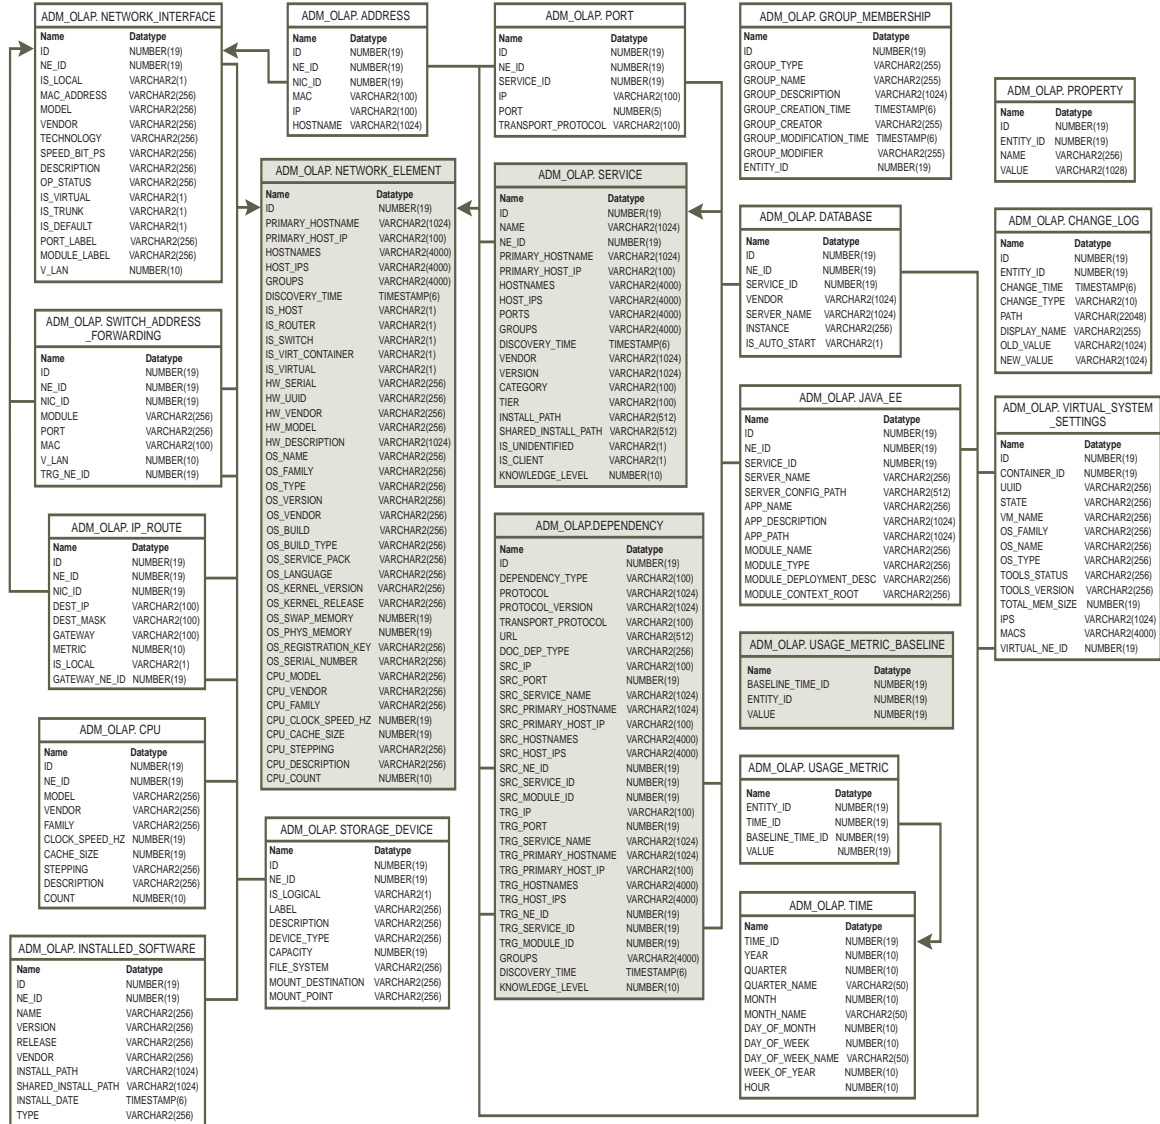 ADM_OLAP. NETWORK_INTERFACE
Name Datatype
ID NUMBER(19)
NE_ID NUMBER(19)
IS_LOCAL VARCHAR2(1)
MAC_ADDRESS VARCHAR2(256)
MODEL VARCHAR2(256)
VENDOR VARCHAR2(256)
TECHNOLOGY VARCHAR2(256)
SPEED_BIT_PS VARCHAR2(256)
DESCRIPTION VARCHAR2(256)
OP_STATUS VARCHAR2(256)
IS_VIRTUAL VARCHAR2(1)
IS_TRUNK VARCHAR2(1)
IS_DEFAULT VARCHAR2(1)
PORT_LABEL VARCHAR2(256)
MODULE_LABEL VARCHAR2(256)
V_LAN NUMBER(10)
ADM_OLAP. SWITCH_ADDRESS
_FORWARDING
Name Datatype
ID NUMBER(19)
NE_ID NUMBER(19)
NIC_ID NUMBER(19)
MODULE VARCHAR2(256)
PORT VARCHAR2(256)
MAC VARCHAR2(100)
V_LAN NUMBER(10)
TRG_NE_ID NUMBER(19)
ADM_OLAP. IP_ROUTE
Name Datatype
ID NUMBER(19)
NE_ID NUMBER(19)
NIC_ID NUMBER(19)
DEST_IP VARCHAR2(100)
DEST_MASK VARCHAR2(100)
GATEWAY VARCHAR2(100)
METRIC NUMBER(10)
IS_LOCAL VARCHAR2(1)
GATEWAY_NE_ID NUMBER(19)
ADM_OLAP. CPU
Name Datatype
ID NUMBER(19)
NE_ID NUMBER(19)
MODEL VARCHAR2(256)
VENDOR VARCHAR2(256)
FAMILY VARCHAR2(256)
CLOCK_SPEED_HZ NUMBER(19)
CACHE_SIZE NUMBER(19)
STEPPING VARCHAR2(256)
DESCRIPTION VARCHAR2(256)
COUNT NUMBER(10)
ADM_OLAP. INSTALLED_SOFTWARE
Name Datatype
ID NUMBER(19)
NE_ID NUMBER(19)
NAME VARCHAR2(256)
VERSION VARCHAR2(256)
RELEASE VARCHAR2(256)
VENDOR VARCHAR2(256)
INSTALL_PATH VARCHAR2(1024)
SHARED_INSTALL_PATH VARCHAR2(1024)
INSTALL_DATE TIMESTAMP(6)
TYPE VARCHAR2(256)
ADM_OLAP. ADDRESS
Name Datatype
ID NUMBER(19)
NE_ID NUMBER(19)
NIC_ID NUMBER(19)
MAC VARCHAR2(100)
IP VARCHAR2(100)
HOSTNAME VARCHAR2(1024)
ADM_OLAP. NETWORK_ELEMENT
Name Datatype
ID NUMBER(19)
PRIMARY_HOSTNAME VARCHAR2(1024)
PRIMARY_HOST_IP VARCHAR2(100)
HOSTNAMES VARCHAR2(4000)
HOST_IPS VARCHAR2(4000)
GROUPS VARCHAR2(4000)
DISCOVERY_TIME TIMESTAMP(6)
IS_HOST VARCHAR2(1)
IS_ROUTER VARCHAR2(1)
IS_SWITCH VARCHAR2(1)
IS_VIRT_CONTAINER VARCHAR2(1)
IS_VIRTUAL VARCHAR2(1)
HW_SERIAL VARCHAR2(256)
HW_UUID VARCHAR2(256)
HW_VENDOR VARCHAR2(256)
HW_MODEL VARCHAR2(256)
HW_DESCRIPTION VARCHAR2(1024)
OS_NAME VARCHAR2(256)
OS_FAMILY VARCHAR2(256)
OS_TYPE VARCHAR2(256)
OS_VERSION VARCHAR2(256)
OS_VENDOR VARCHAR2(256)
OS_BUILD VARCHAR2(256)
OS_BUILD_TYPE VARCHAR2(256)
OS_SERVICE_PACK VARCHAR2(256)
OS_LANGUAGE VARCHAR2(256)
OS_KERNEL_VERSION VARCHAR2(256)
OS_KERNEL_RELEASE VARCHAR2(256)
OS_SWAP_MEMORY NUMBER(19)
OS_PHYS_MEMORY NUMBER(19)
OS_REGISTRATION_KEY VARCHAR2(256)
OS_SERIAL_NUMBER VARCHAR2(256)
CPU_MODEL VARCHAR2(256)
CPU_VENDOR VARCHAR2(256)
CPU_FAMILY VARCHAR2(256)
CPU_CLOCK_SPEED_HZ NUMBER(19)
CPU_CACHE_SIZE NUMBER(19)
CPU_STEPPING VARCHAR2(256)
CPU_DESCRIPTION VARCHAR2(256)
CPU_COUNT NUMBER(10)
ADM_OLAP. STORAGE_DEVICE
Name Datatype
ID NUMBER(19)
NE_ID NUMBER(19)
IS_LOGICAL VARCHAR2(1)
LABEL VARCHAR2(256)
DESCRIPTION VARCHAR2(256)
DEVICE_TYPE VARCHAR2(256)
CAPACITY NUMBER(19)
FILE_SYSTEM VARCHAR2(256)
MOUNT_DESTINATION VARCHAR2(256)
MOUNT_POINT VARCHAR2(256)
ADM_OLAP. PORT
Name Datatype
ID NUMBER(19)
NE_ID NUMBER(19)
SERVICE_ID NUMBER(19)
IP VARCHAR2(100)
PORT NUMBER(5)
TRANSPORT_PROTOCOL VARCHAR2(100)
ADM_OLAP. SERVICE
Name Datatype
ID NUMBER(19)
NAME VARCHAR2(1024)
NE_ID NUMBER(19)
PRIMARY_HOSTNAME VARCHAR2(1024)
PRIMARY_HOST_IP VARCHAR2(100)
HOSTNAMES VARCHAR2(4000)
HOST_IPS VARCHAR2(4000)
PORTS VARCHAR2(4000)
GROUPS VARCHAR2(4000)
DISCOVERY_TIME TIMESTAMP(6)
VENDOR VARCHAR2(1024)
VERSION VARCHAR2(1024)
CATEGORY VARCHAR2(100)
TIER VARCHAR2(100)
INSTALL_PATH VARCHAR2(512)
SHARED_INSTALL_PATH VARCHAR2(512)
IS_UNIDENTIFIED VARCHAR2(1)
IS_CLIENT VARCHAR2(1)
KNOWLEDGE_LEVEL NUMBER(10)
ADM_OLAP.DEPENDENCY
Name Datatype
ID NUMBER(19)
DEPENDENCY_TYPE VARCHAR2(100)
PROTOCOL VARCHAR2(1024)
PROTOCOL_VERSION VARCHAR2(1024)
TRANSPORT_PROTOCOL VARCHAR2(100)
URL VARCHAR2(512)
DOC_DEP_TYPE VARCHAR2(256)
SRC_IP VARCHAR2(100)
SRC_PORT NUMBER(19)
SRC_SERVICE_NAME VARCHAR2(1024)
SRC_PRIMARY_HOSTNAME VARCHAR2(1024)
SRC_PRIMARY_HOST_IP VARCHAR2(100)
SRC_HOSTNAMES VARCHAR2(4000)
SRC_HOST_IPS VARCHAR2(4000)
SRC_NE_ID NUMBER(19)
SRC_SERVICE_ID NUMBER(19)
SRC_MODULE_ID NUMBER(19)
TRG_IP VARCHAR2(100)
TRG_PORT NUMBER(19)
TRG_SERVICE_NAME VARCHAR2(1024)
TRG_PRIMARY_HOSTNAME VARCHAR2(1024)
TRG_PRIMARY_HOST_IP VARCHAR2(100)
TRG_HOSTNAMES VARCHAR2(4000)
TRG_HOST_IPS VARCHAR2(4000)
TRG_NE_ID NUMBER(19)
TRG_SERVICE_ID NUMBER(19)
TRG_MODULE_ID NUMBER(19)
GROUPS VARCHAR2(4000)
DISCOVERY_TIME TIMESTAMP(6)
KNOWLEDGE_LEVEL NUMBER(10)
ADM_OLAP. GROUP_MEMBERSHIP
Name Datatype
ID NUMBER(19)
GROUP_TYPE VARCHAR2(255)
GROUP_NAME VARCHAR2(255)
GROUP_DESCRIPTION VARCHAR2(1024)
GROUP_CREATION_TIME TIMESTAMP(6)
GROUP_CREATOR VARCHAR2(255)
GROUP_MODIFICATION_TIME TIMESTAMP(6)
GROUP_MODIFIER VARCHAR2(255)
ENTITY_ID NUMBER(19)
ADM_OLAP. DATABASE
Name Datatype
ID NUMBER(19)
NE_ID NUMBER(19)
SERVICE_ID NUMBER(19)
VENDOR VARCHAR2(1024)
SERVER_NAME VARCHAR2(1024)
INSTANCE VARCHAR2(256)
IS_AUTO_START VARCHAR2(1)
ADM_OLAP. JAVA_EE
Name Datatype
ID NUMBER(19)
NE_ID NUMBER(19)
SERVICE_ID NUMBER(19)
SERVER_NAME VARCHAR2(256)
SERVER_CONFIG_PATH VARCHAR2(512)
APP_NAME VARCHAR2(256)
APP_DESCRIPTION VARCHAR2(1024)
APP_PATH VARCHAR2(1024)
MODULE_NAME VARCHAR2(256)
MODULE_TYPE VARCHAR2(256)
MODULE_DEPLOYMENT_DESC VARCHAR2(256)
MODULE_CONTEXT_ROOT VARCHAR2(256)
ADM_OLAP. USAGE_METRIC_BASELINE
Name Datatype
BASELINE_TIME_ID NUMBER(19)
ENTITY_ID NUMBER(19)
VALUE NUMBER(19)
ADM_OLAP. USAGE_METRIC
Name Datatype
ENTITY_ID NUMBER(19)
TIME_ID NUMBER(19)
BASELINE_TIME_ID NUMBER(19)
VALUE NUMBER(19)
ADM_OLAP. TIME
Name Datatype
TIME_ID NUMBER(19)
YEAR NUMBER(10)
QUARTER NUMBER(10)
QUARTER_NAME VARCHAR2(50)
MONTH NUMBER(10)
MONTH_NAME VARCHAR2(50)
DAY_OF_MONTH NUMBER(10)
DAY_OF_WEEK NUMBER(10)
DAY_OF_WEEK_NAME VARCHAR2(50)
WEEK_OF_YEAR NUMBER(10)
HOUR NUMBER(10)
ADM_OLAP. PROPERTY
Name Datatype
ID NUMBER(19)
ENTITY_ID NUMBER(19)
NAME VARCHAR2(256)
VALUE VARCHAR2(1028)
ADM_OLAP. CHANGE_LOG
Name Datatype
ID NUMBER(19)
ENTITY_ID NUMBER(19)
CHANGE_TIME TIMESTAMP(6)
CHANGE_TYPE VARCHAR2(10)
PATH VARCHAR(22048)
DISPLAY_NAME VARCHAR2(255)
OLD_VALUE VARCHAR2(1024)
NEW_VALUE VARCHAR2(1024)
ADM_OLAP. VIRTUAL_SYSTEM
_SETTINGS
Name Datatype
ID NUMBER(19)
CONTAINER_ID NUMBER(19)
UUID VARCHAR2(256)
STATE VARCHAR2(256)
VM_NAME VARCHAR2(256)
OS_FAMILY VARCHAR2(256)
OS_NAME VARCHAR2(256)
OS_TYPE VARCHAR2(256)
TOOLS_STATUS VARCHAR2(256)
TOOLS_VERSION VARCHAR2(256)
TOTAL_MEM_SIZE NUMBER(19)
IPS VARCHAR2(1024)
MACS VARCHAR2(4000)
VIRTUAL_NE_ID NUMBER(19)